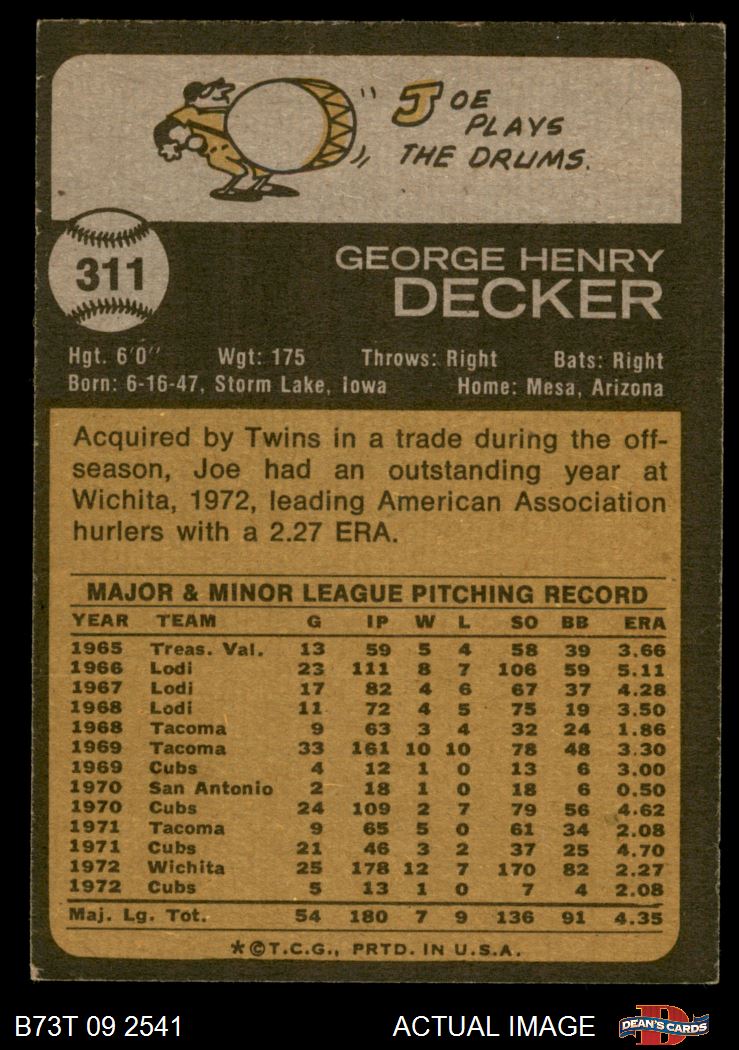 JOE
PLAYS
THE DRUMS.
311
GEORGE HENRY
DECKER
Hgt. 6'0" Wgt: 175 Throws: Right Bats: Right
Born: 6-16-47, Storm Lake, Iowa Home: Mesa, Arizona
Acquired by Twins in a trade during the off-
season, Joe had an outstanding year at
Wichita, 1972, leading American Association
hurlers with a 2.27 ERA.
MAJOR & MINOR LEAGUE PITCHING RECORD
YEAR TEAM G IP W L SO BB ERA
1965 Treas. Val. 13 59 5 4 58 39 3.66
1966 Lodi 23 111 8 7 106 59 5.11
1967 Lodi 17 82 4 6 67 37 4.28
1968 Lodi 11 72 4 5 75 19 3.50
1968 Tacoma 9 63 3 4 32 24 1.86
1969 Tacoma 33 161 10 10 78 48 3.30
1969 Cubs 4 12 1 0 13 6 3.00
1970 San Antonio 2 18 1 0 18 6 0.50
1970 Cubs 24 109 2 7 79 56 4.62
1971 Tacoma 9 65 5 0 61 34 2.08
1971 Cubs 21 46 3 2 37 25 4.70
1972 Wichita 25 178 12 7 170 82 2.27
1972 Cubs 5 13 1 0 7 4 2.08
Maj. Lg. Tot. 54 180 7 9 136 91 4.35
*©T.C.G., PRTD. IN U.S.A.
B73T 09 2541 ACTUAL IMAGE D DEAN'S CARDS